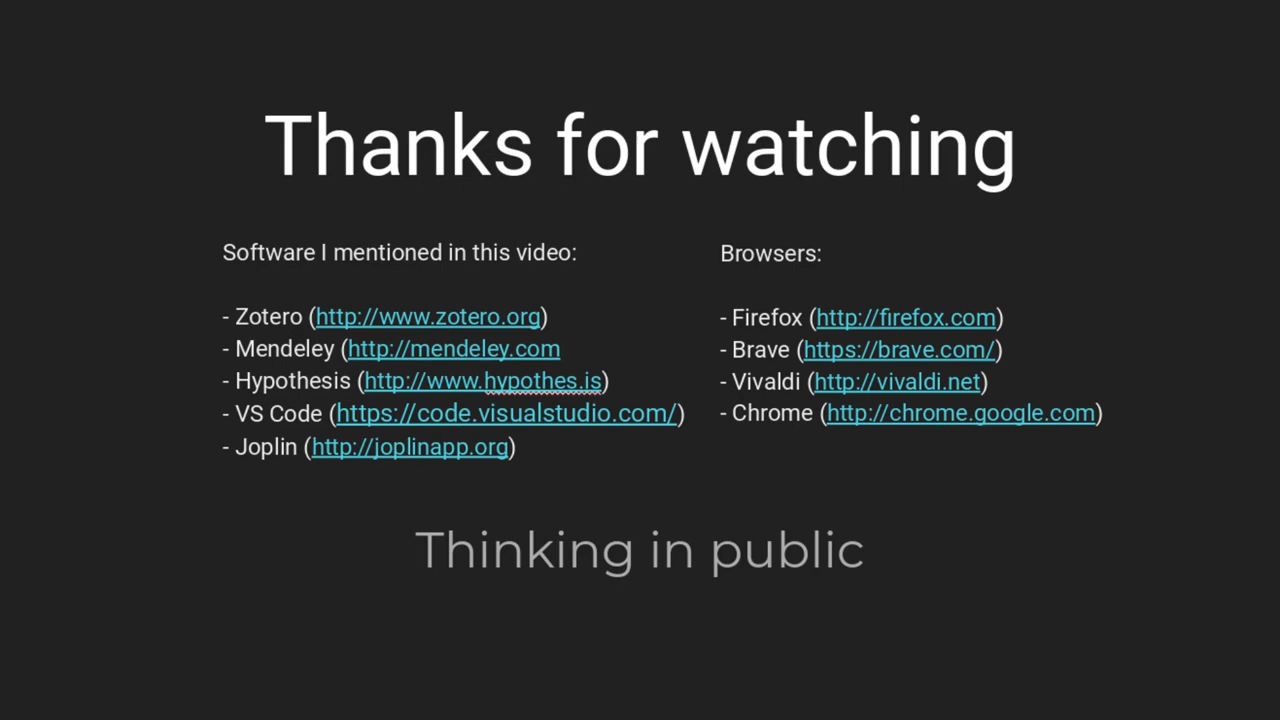 Thanks for watching
Software I mentioned in this video:
- Zotero (http://www.zotero.org)
- Mendeley (http://mendeley.com
- Hypothesis (http://www.hypothes.is)
- VS Code (https://code.visualstudio.com/)
- Joplin (http://joplinapp.org)
Browsers:
- Firefox (http://firefox.com)
- Brave (https://brave.com/)
- Vivaldi (http://vivaldi.net)
- Chrome (http://chrome.google.com)
Thinking in public